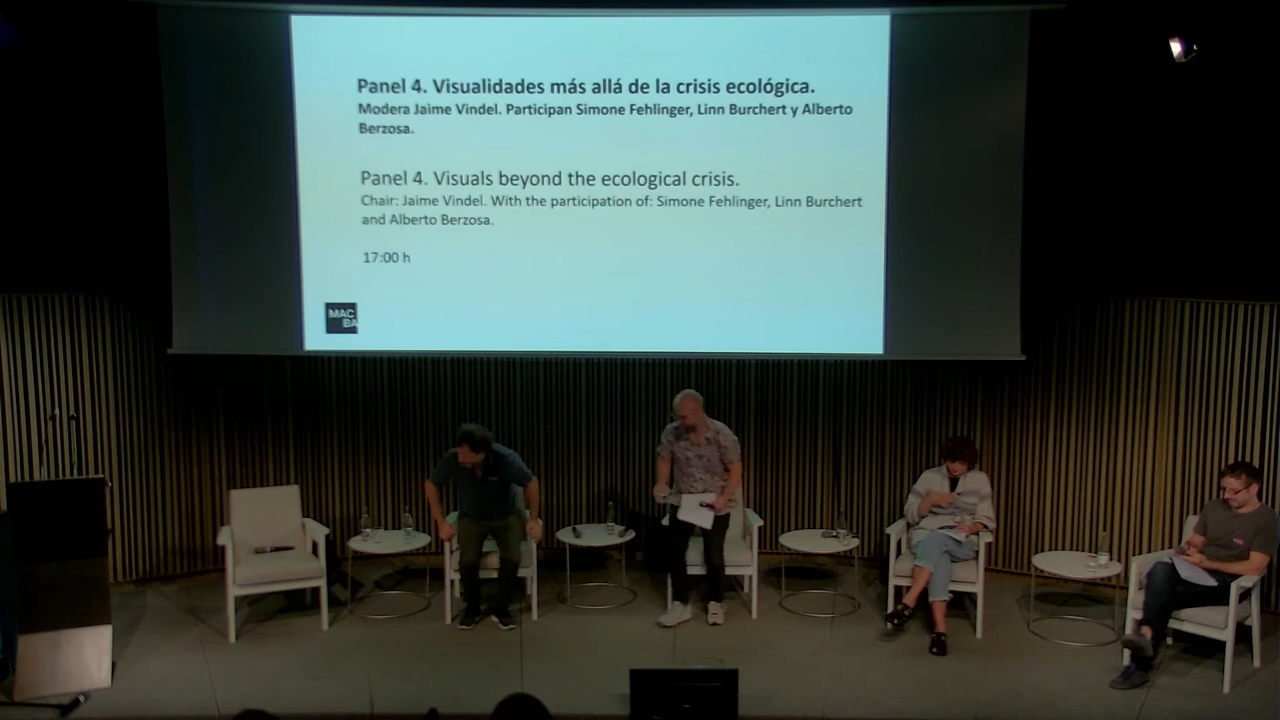 Panel 4. Visualidades más allá de la crisis ecológica.
Modera Jaime Vindel. Participan Simone Fehlinger, Linn Burchert y Alberto
Berzosa.
Panel 4. Visuals beyond the ecological crisis.
Chair: Jaime Vindel. With the participation of: Simone Fehlinger, Linn Burchert
and Alberto Berzosa.
17:00 h
MAC
BA